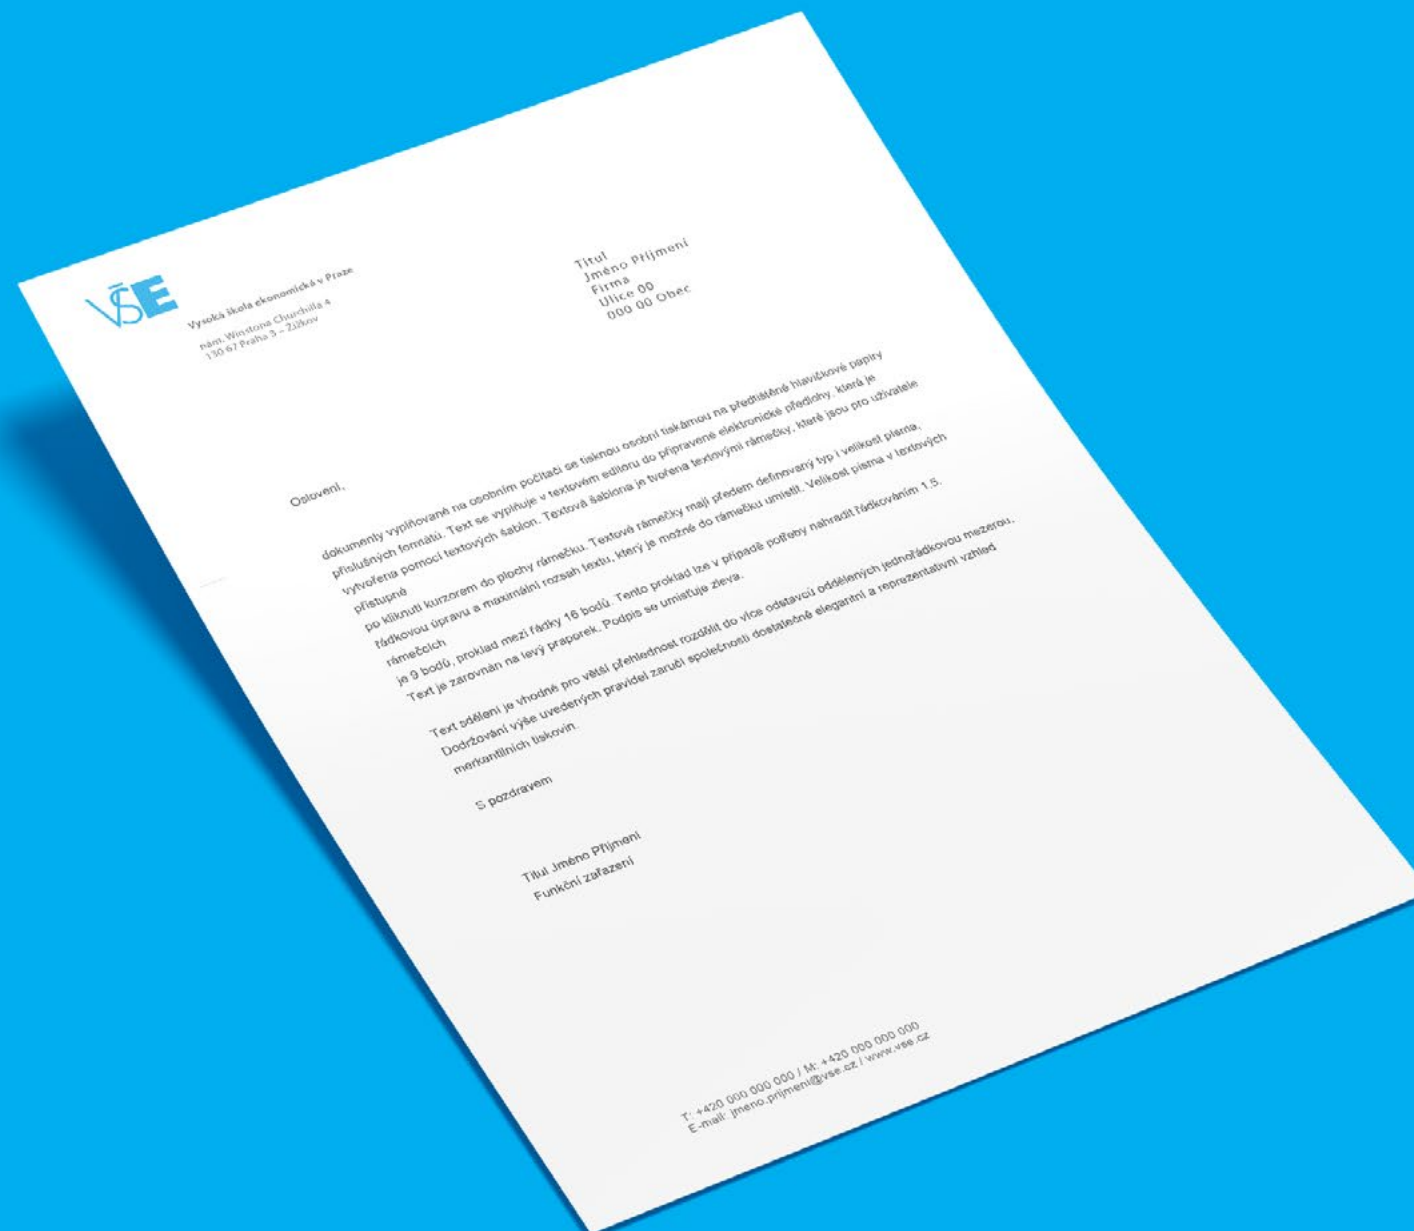 VŠE
Vysoká škola ekonomická v Praze
nám. Winstona Churchilla 4
130 67 Praha 3 – Žižkov
Titul
Jméno Příjmení
Firma
Ulice 00
000 00 Obec
Oslovení,
dokumenty vyplňované na osobním počítači se tisknou osobní tiskárnou na předtištěné hlavičkové papíry
příslušných formátů. Text se vyplňuje v textovém editoru do připravené elektronické předlohy, která je
vytvořena pomocí textových šablon. Textová šablona je tvořena textovými rámečky, které jsou pro uživatele
přístupné
po kliknutí kurzorem do plochy rámečku. Textové rámečky mají předem definovaný typ i velikost písma,
řádkovou úpravu a maximální rozsah textu, který je možné do rámečku umístit. Velikost písma v textových
rámečcích
je 9 bodů, proklad mezi řádky 16 bodů. Tento proklad lze v případě potřeby nahradit řádkováním 1.5.
Text je zarovnán na levý praporek. Podpis se umisťuje zleva.
Text sdělení je vhodné pro větší přehlednost rozdělit do více odstavců oddělených jednořádkovou mezerou.
Dodržování výše uvedených pravidel zaručí společnosti dostatečně elegantní a reprezentativní vzhled
merkantilních tiskovin.
S pozdravem
Titul Jméno Příjmení
Funkční zařazení
T: +420 000 000 000 / M: +420 000 000 000
E-mail: jmeno.prijmeni@vse.cz / www.vse.cz